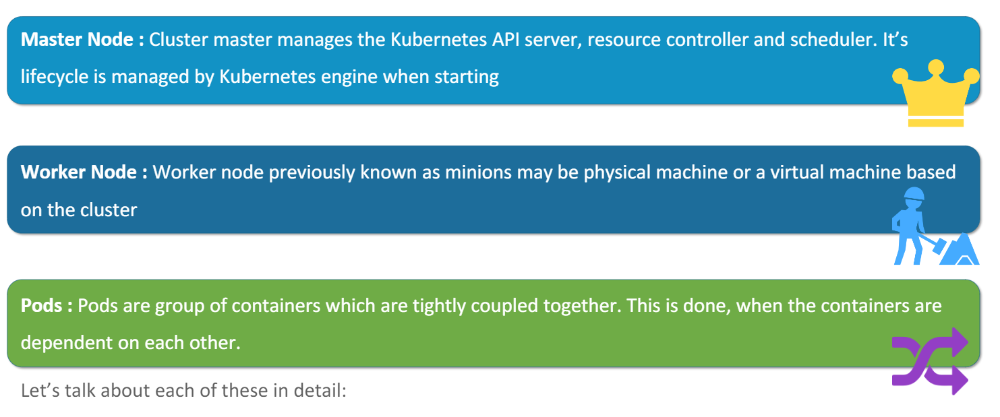 Master Node : Cluster master manages the Kubernetes API server, resource controller and scheduler. It’s
lifecycle is managed by Kubernetes engine when starting
Worker Node : Worker node previously known as minions may be physical machine or a virtual machine based
on the cluster
Pods : Pods are group of containers which are tightly coupled together. This is done, when the containers are
dependent on each other.
Let’s talk about each of these in detail: